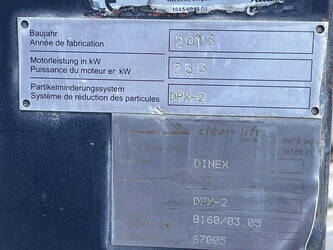 Baujahr
Année de fabrication
2013
Motorleistung in kW
Puissance du moteur er kW
236
Partikelminderungssystem
Système de réduction des particules
DPX-2
clean-lift
DINEX
DPX-2
8160/03.05
67005